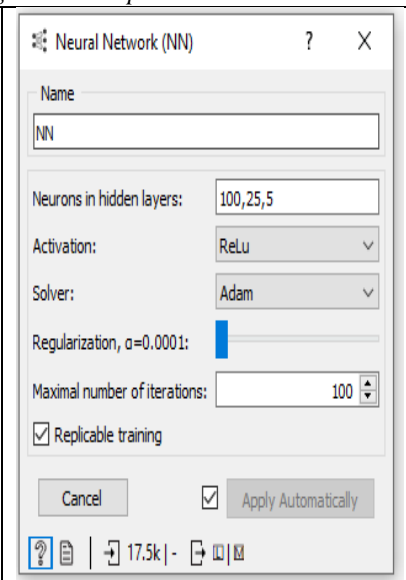 Neural Network (NN) ? X
Name
NN
Neurons in hidden layers: 100,25,5
Activation: ReLu
Solver: Adam
Regularization, α=0.0001:
Maximal number of iterations: 100
Replicable training
Cancel Apply Automatically
? 17.5k | - |